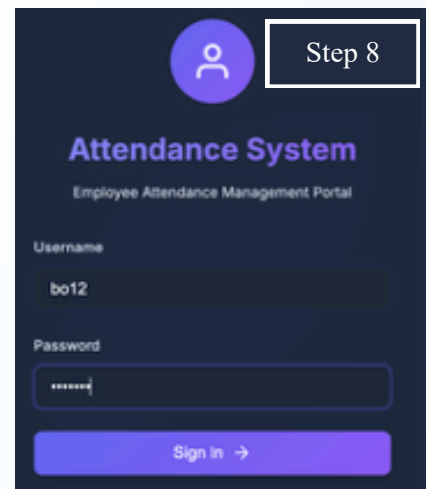 Step 8
Attendance System
Employee Attendance Management Portal
Username
bo12
Password
•••••••
Sign In →